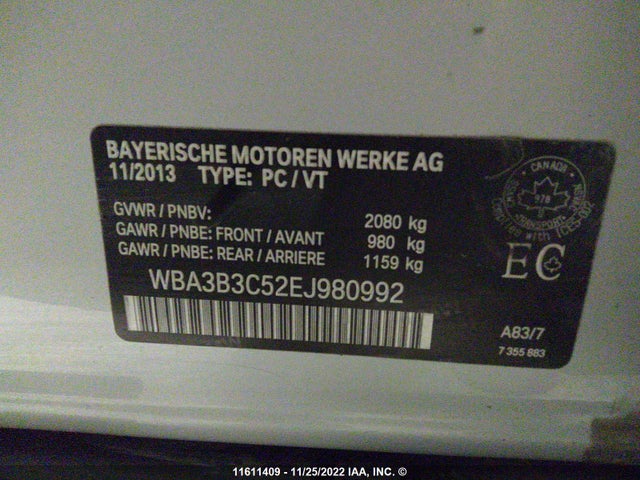 BAYERISCHE MOTOREN WERKE AG
11/2013 TYPE: PC / VT
GVWR / PNBV: 2080 kg
GAWR / PNBE: FRONT / AVANT 980 kg
GAWR / PNBE: REAR / ARRIERE 1159 kg
WBA3B3C52EJ980992
CANADA
978
TRANSPORT
EC
A83/7
7 355 883
11611409 - 11/25/2022 IAA, INC. ©